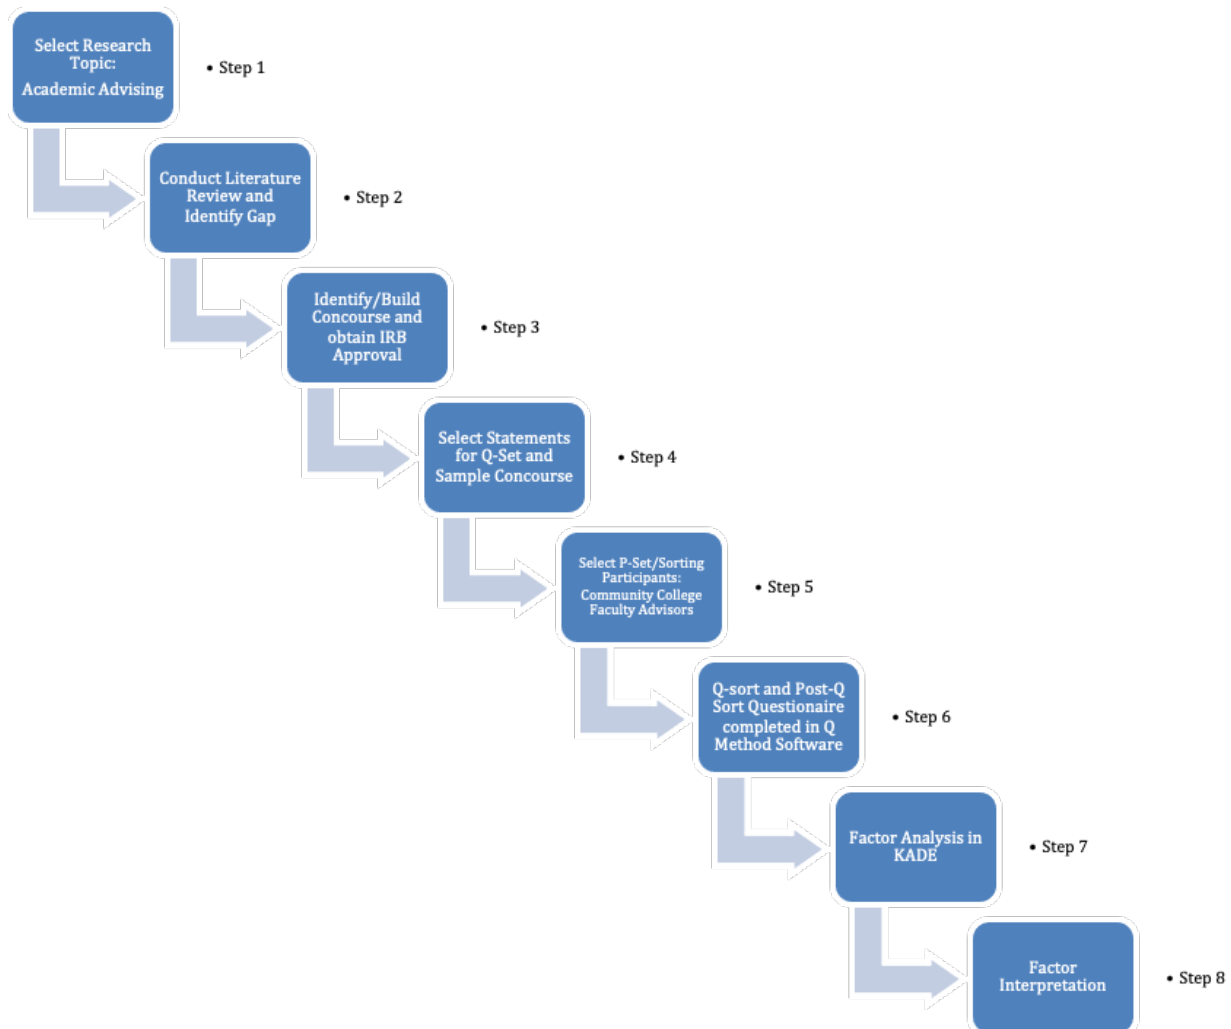 Select Research
Topic:
Academic Advising
• Step 1
Conduct Literature
Review and
Identify Gap
• Step 2
Identify/Build
Concourse and
obtain IRB
Approval
• Step 3
Select Statements
for Q-Set and
Sample Concourse
• Step 4
Select P-Set/Sorting
Participants:
Community College
Faculty Advisors
• Step 5
Q-sort and Post-Q
Sort Questionaire
completed in Q
Method Software
• Step 6
Factor Analysis in
KADE
• Step 7
Factor
Interpretation
• Step 8